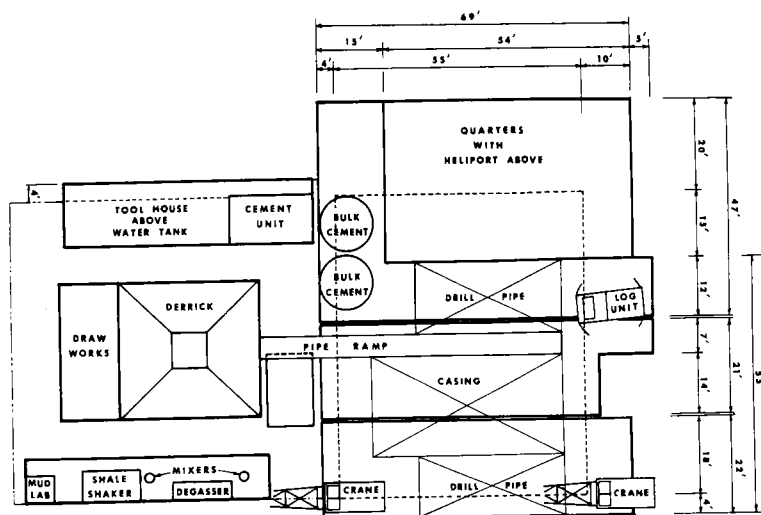 69'
15'
54'
5'
4'
55'
10'
QUARTERS
WITH
HELIPORT ABOVE
20'
47'
15'
12'
4'
TOOL HOUSE
ABOVE
WATER TANK
CEMENT
UNIT
BULK
CEMENT
BULK
CEMENT
DRILL PIPE
LOG
UNIT
DERRICK
DRAW
WORKS
PIPE RAMP
CASING
7'
14'
21'
53
MUD
LAB
SHALE
SHAKER
MIXERS
DEGASSER
CRANE
DRILL PIPE
CRANE
18'
4'
22'